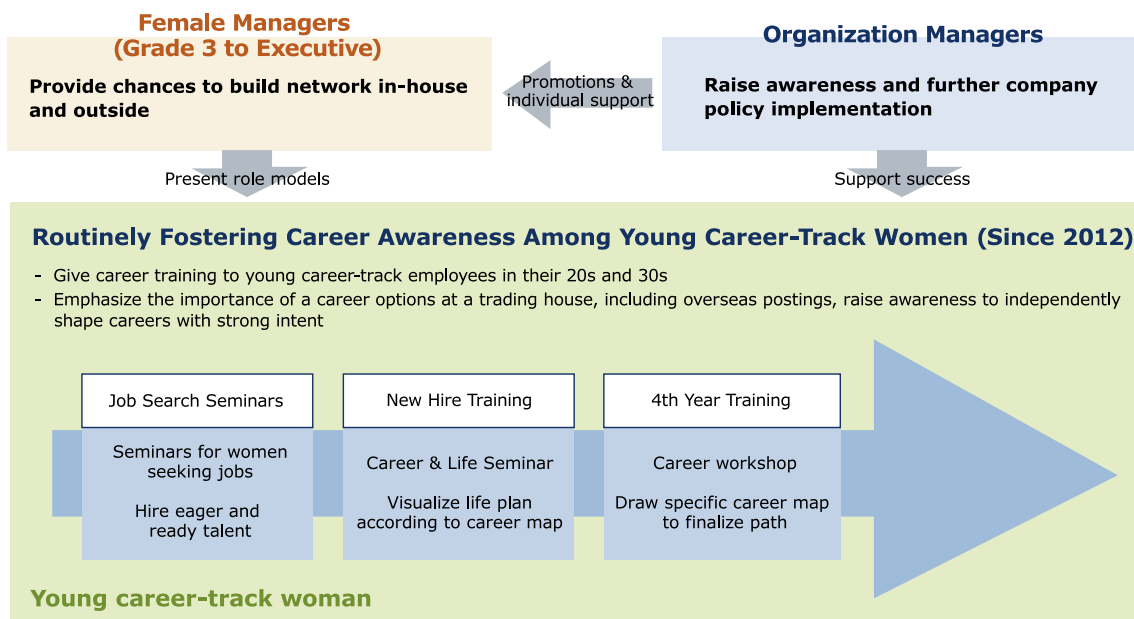 Female Managers
(Grade 3 to Executive)
Provide chances to build network in-house
and outside
Promotions &
individual support
Organization Managers
Raise awareness and further company
policy implementation
Present role models
Support success
Routinely Fostering Career Awareness Among Young Career-Track Women (Since 2012)
- Give career training to young career-track employees in their 20s and 30s
- Emphasize the importance of a career options at a trading house, including overseas postings, raise awareness to independently
shape careers with strong intent
Job Search Seminars
Seminars for women
seeking jobs
Hire eager and
ready talent
New Hire Training
Career & Life Seminar
Visualize life plan
according to career map
4th Year Training
Career workshop
Draw specific career map
to finalize path
Young career-track woman